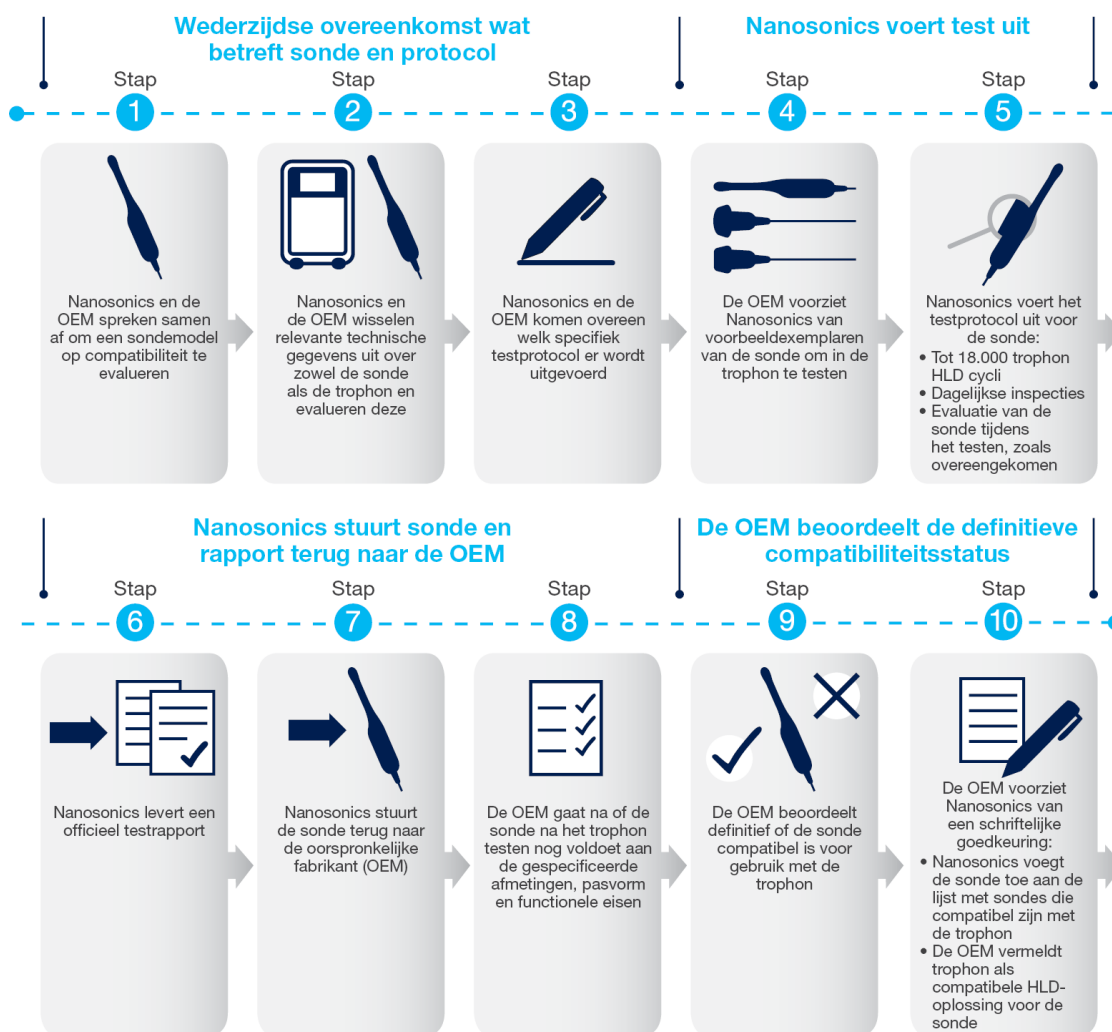 Wederzijdse overeenkomst wat
betreft sonde en protocol
Nanosonics voert test uit
Stap
1
Stap
2
Stap
3
Stap
4
Stap
5
Nanosonics en de
OEM spreken samen
af om een sondemodel
op compatibiliteit te
evalueren
Nanosonics en
de OEM wisselen
relevante technische
gegevens uit over
zowel de sonde
als de trophon en
evalueren deze
Nanosonics en de
OEM komen overeen
welk specifiek
testprotocol er wordt
uitgevoerd
De OEM voorziet
Nanosonics van
voorbeeldexemplaren
van de sonde om in de
trophon te testen
Nanosonics voert het
testprotocol uit voor
de sonde:
• Tot 18.000 trophon
HLD cycli
• Dagelijkse inspecties
• Evaluatie van de
sonde tijdens
het testen, zoals
overeengekomen
Nanosonics stuurt sonde en
rapport terug naar de OEM
De OEM beoordeelt de definitieve
compatibiliteitsstatus
Stap
6
Stap
7
Stap
8
Stap
9
Stap
10
Nanosonics levert een
officieel testrapport
Nanosonics stuurt
de sonde terug naar
de oorspronkelijke
fabrikant (OEM)
De OEM gaat na of de
sonde na het trophon
testen nog voldoet aan
de gespecificeerde
afmetingen, pasvorm
en functionele eisen
De OEM beoordeelt
definitief of de sonde
compatibel is voor
gebruik met de
trophon
De OEM voorziet
Nanosonics van
een schriftelijke
goedkeuring:
• Nanosonics voegt
de sonde toe aan de
lijst met sondes die
compatibel zijn met
de trophon
• De OEM vermeldt
trophon als
compatibele HLD-
oplossing voor de
sonde